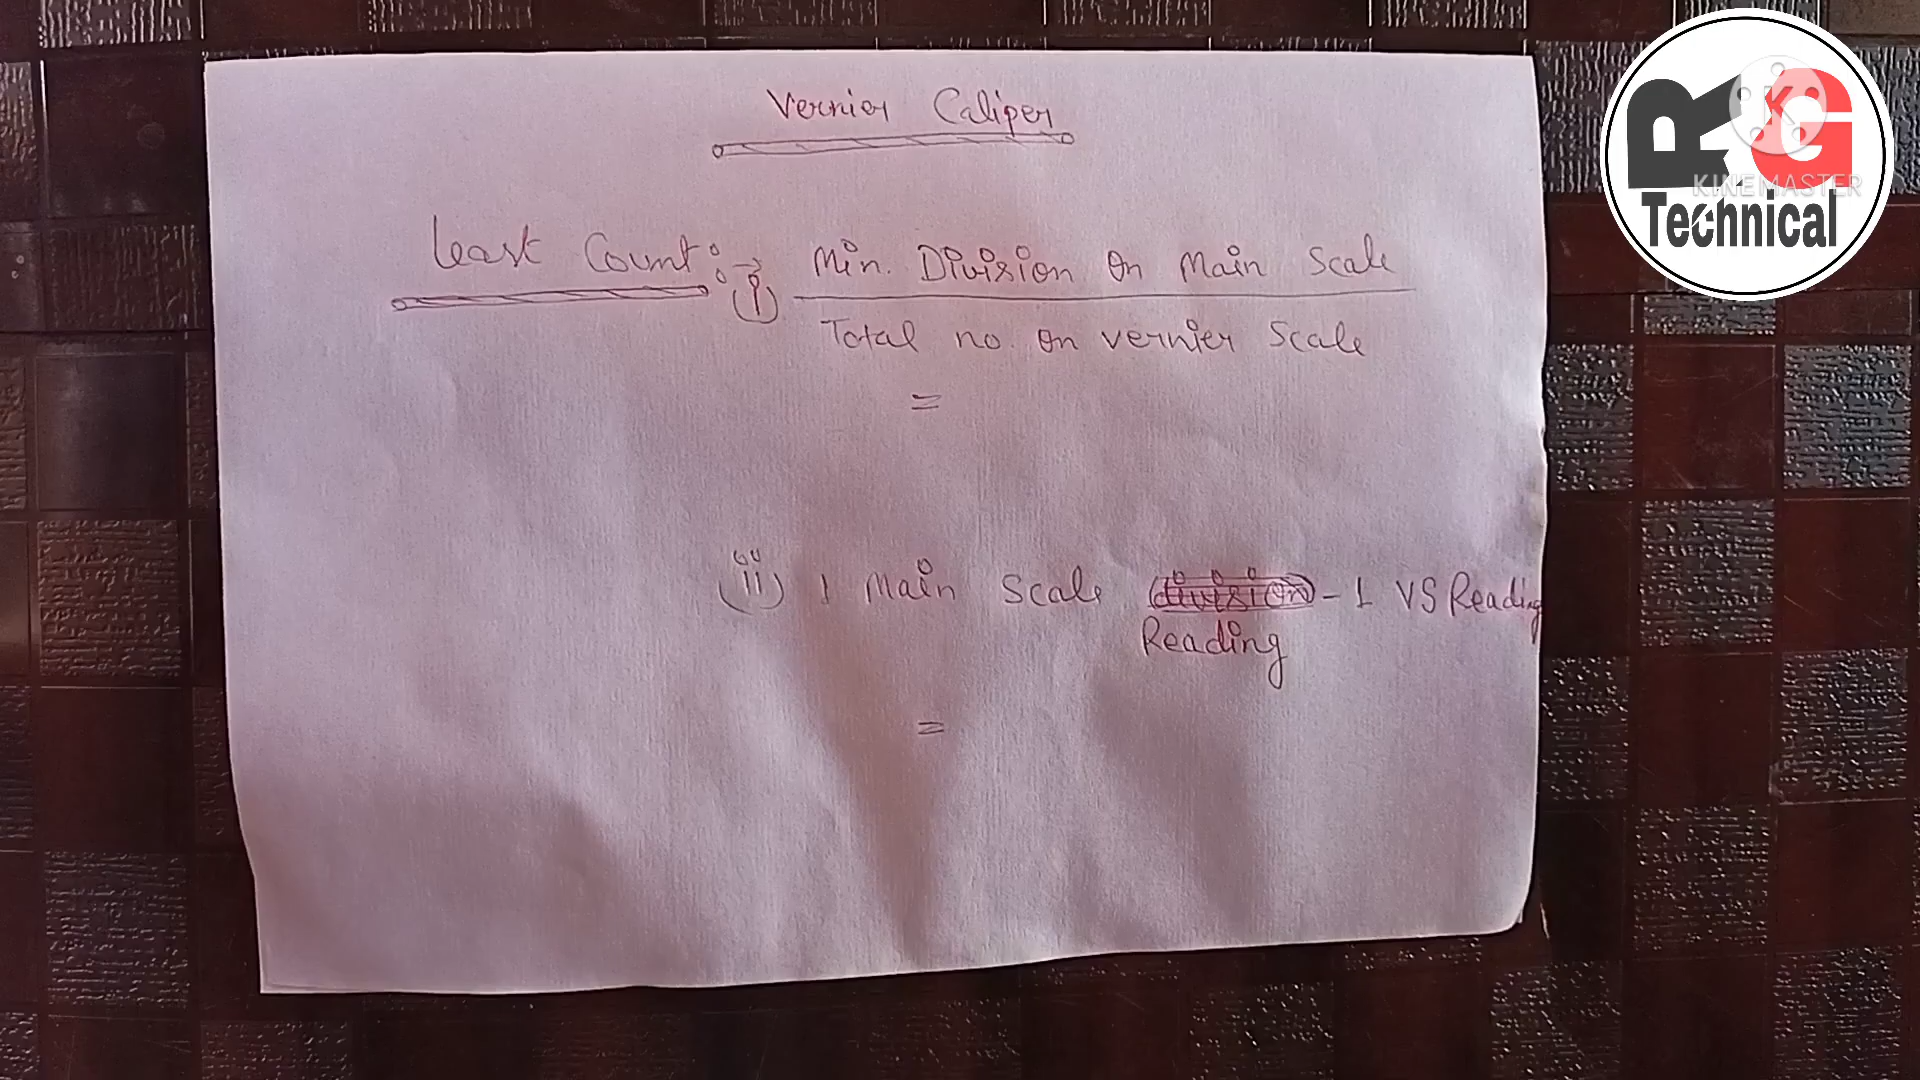 Vernier Caliper
Least Count :→ (i) Min. Division on Main Scale
Total no. on vernier Scale
=
(ii) 1 Main Scale division - 1 VS Reading
Reading
=
RG
Technical
K
KINEMASTER